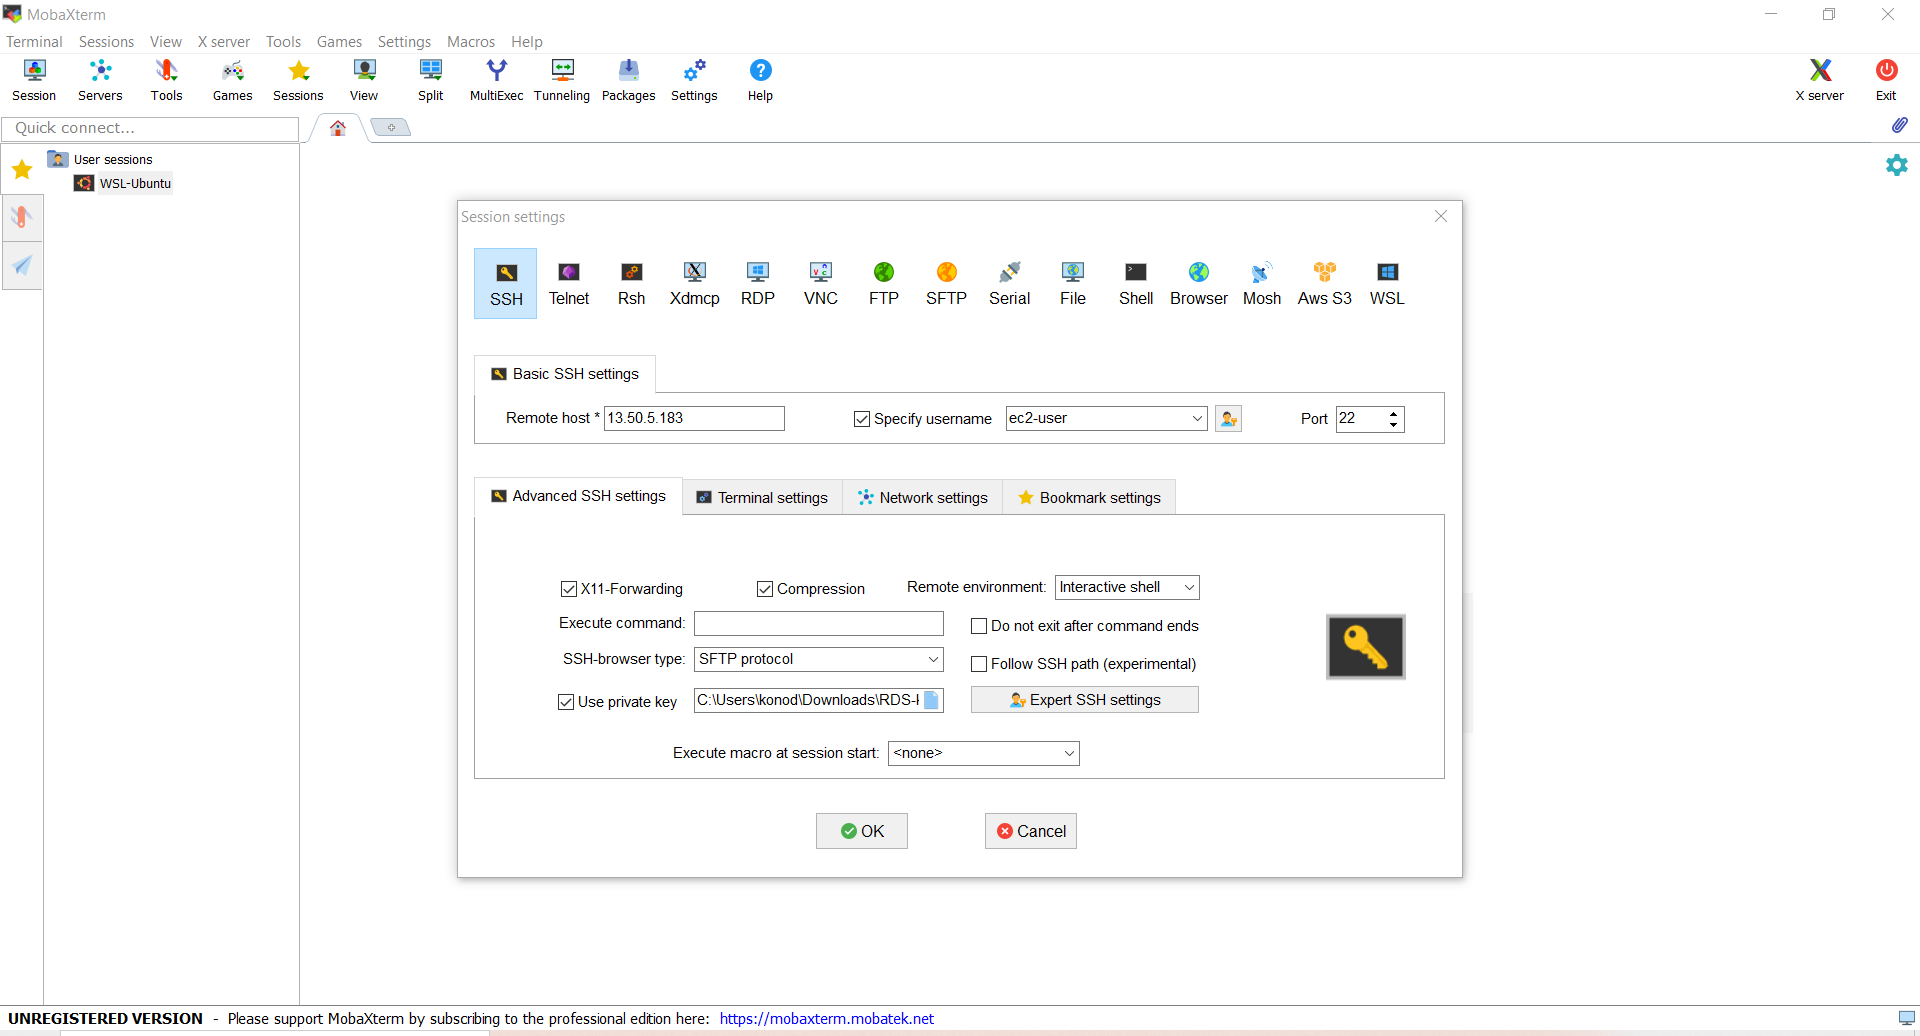 MobaXterm
Terminal Sessions View X server Tools Games Settings Macros Help
Session Servers Tools Games Sessions View Split MultiExec Tunneling Packages Settings Help X server Exit
Quick connect...
User sessions
WSL-Ubuntu
Session settings
SSH Telnet Rsh Xdmcp RDP VNC FTP SFTP Serial File Shell Browser Mosh Aws S3 WSL
Basic SSH settings
Remote host * 13.50.5.183 Specify username ec2-user Port 22
Advanced SSH settings Terminal settings Network settings Bookmark settings
X11-Forwarding Compression Remote environment: Interactive shell
Execute command: Do not exit after command ends
SSH-browser type: SFTP protocol Follow SSH path (experimental)
Use private key C:\Users\konod\Downloads\RDS- Expert SSH settings
Execute macro at session start: <none>
OK Cancel
UNREGISTERED VERSION - Please support MobaXterm by subscribing to the professional edition here: https://mobaxterm.mobatek.net